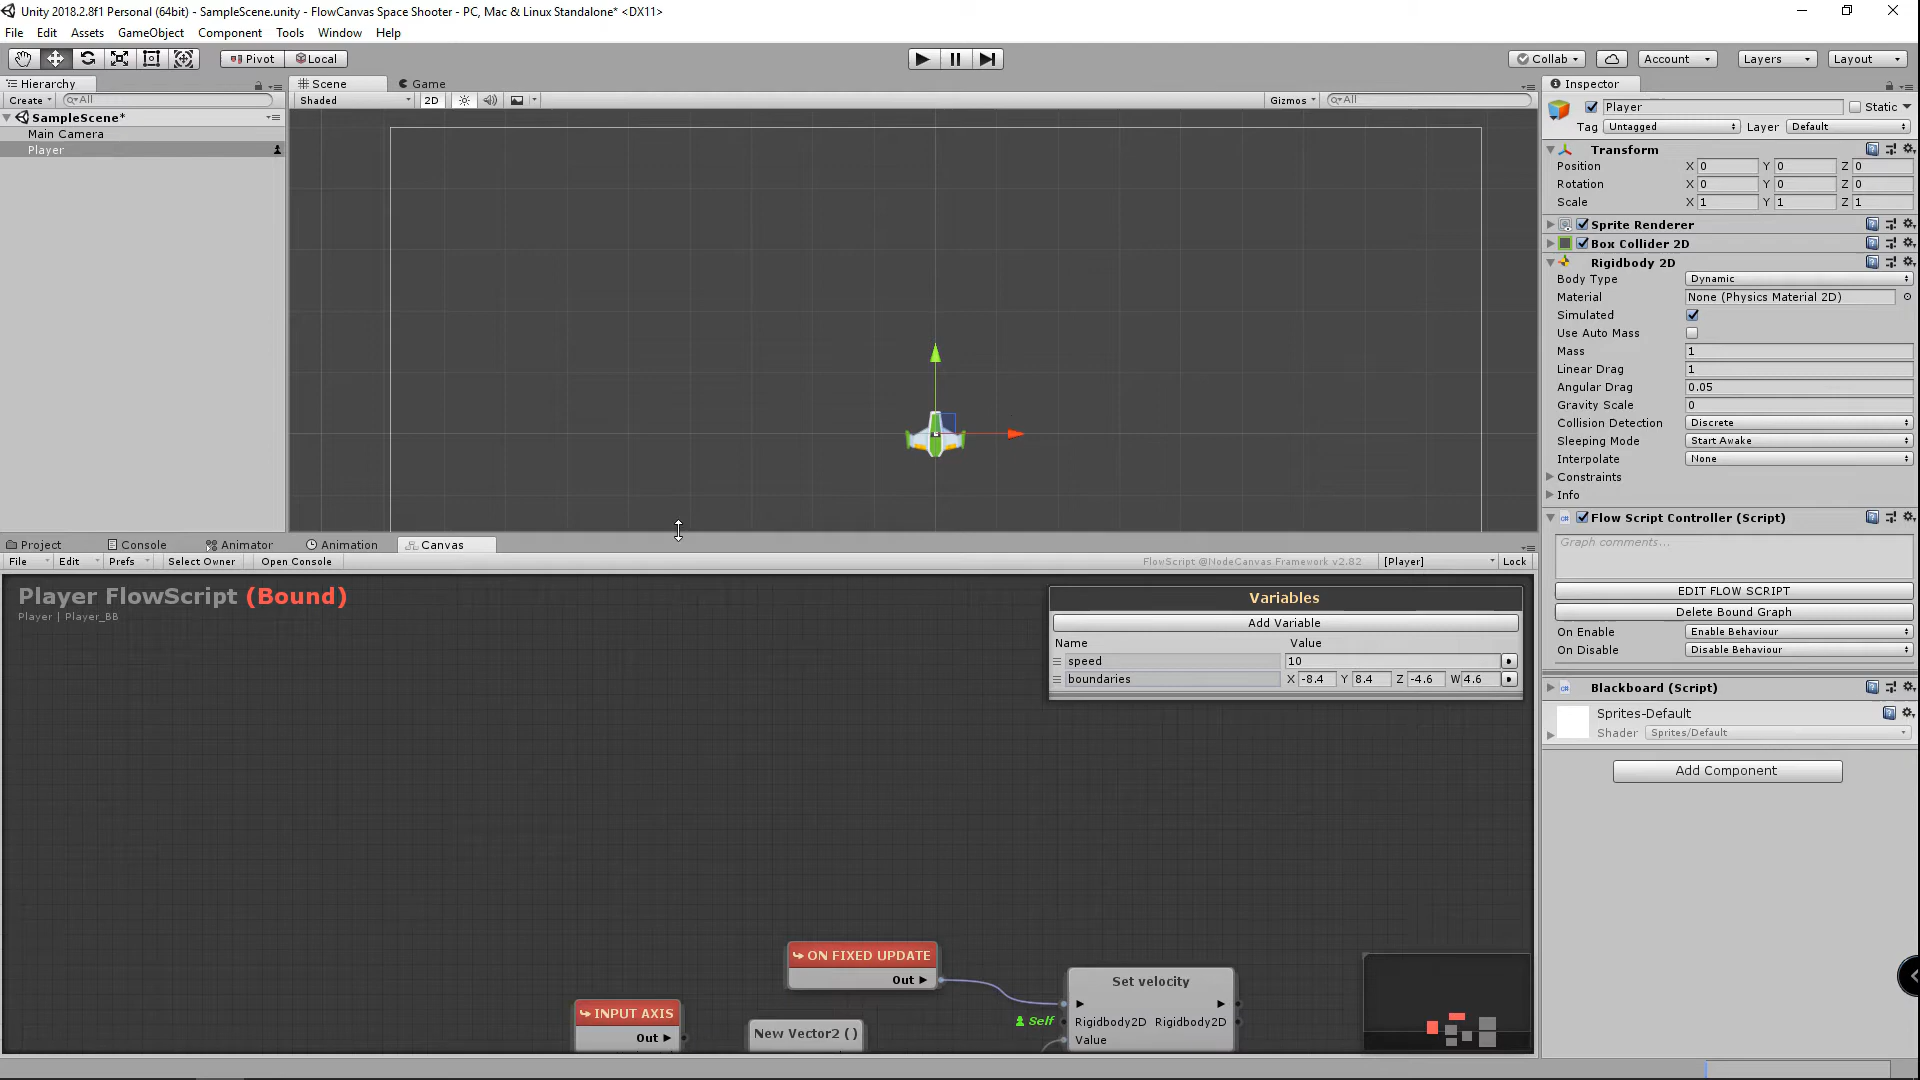 Unity 2018.2.8f1 Personal (64bit) - SampleScene.unity - FlowCanvas Space Shooter - PC, Mac & Linux Standalone* <DX11>
File Edit Assets GameObject Component Tools Window Help
Pivot Local Collab Account Layers Layout
Hierarchy Scene Game Inspector
Create All Shaded 2D Gizmos All
SampleScene*
Main Camera
Player
Player Static
Tag Untagged Layer Default
Transform
Position X 0 Y 0 Z 0
Rotation X 0 Y 0 Z 0
Scale X 1 Y 1 Z 1
Sprite Renderer
Box Collider 2D
Rigidbody 2D
Body Type Dynamic
Material None (Physics Material 2D)
Simulated
Use Auto Mass
Mass 1
Linear Drag 1
Angular Drag 0.05
Gravity Scale 0
Collision Detection Discrete
Sleeping Mode Start Awake
Interpolate None
Constraints
Info
Flow Script Controller (Script)
Graph comments...
EDIT FLOW SCRIPT
Delete Bound Graph
On Enable Enable Behaviour
On Disable Disable Behaviour
Blackboard (Script)
Sprites-Default
Shader Sprites/Default
Add Component
Project Console Animator Animation Canvas
File Edit Prefs Select Owner Open Console FlowScript @NodeCanvas Framework v2.82 [Player] Lock
Player FlowScript (Bound)
Player | Player_BB
Variables
Add Variable
Name Value
speed 10
boundaries X -8.4 Y 8.4 Z -4.6 W 4.6
ON FIXED UPDATE
Out
Set velocity
INPUT AXIS
Out
New Vector2 ( )
Self Rigidbody2D Rigidbody2D
Value